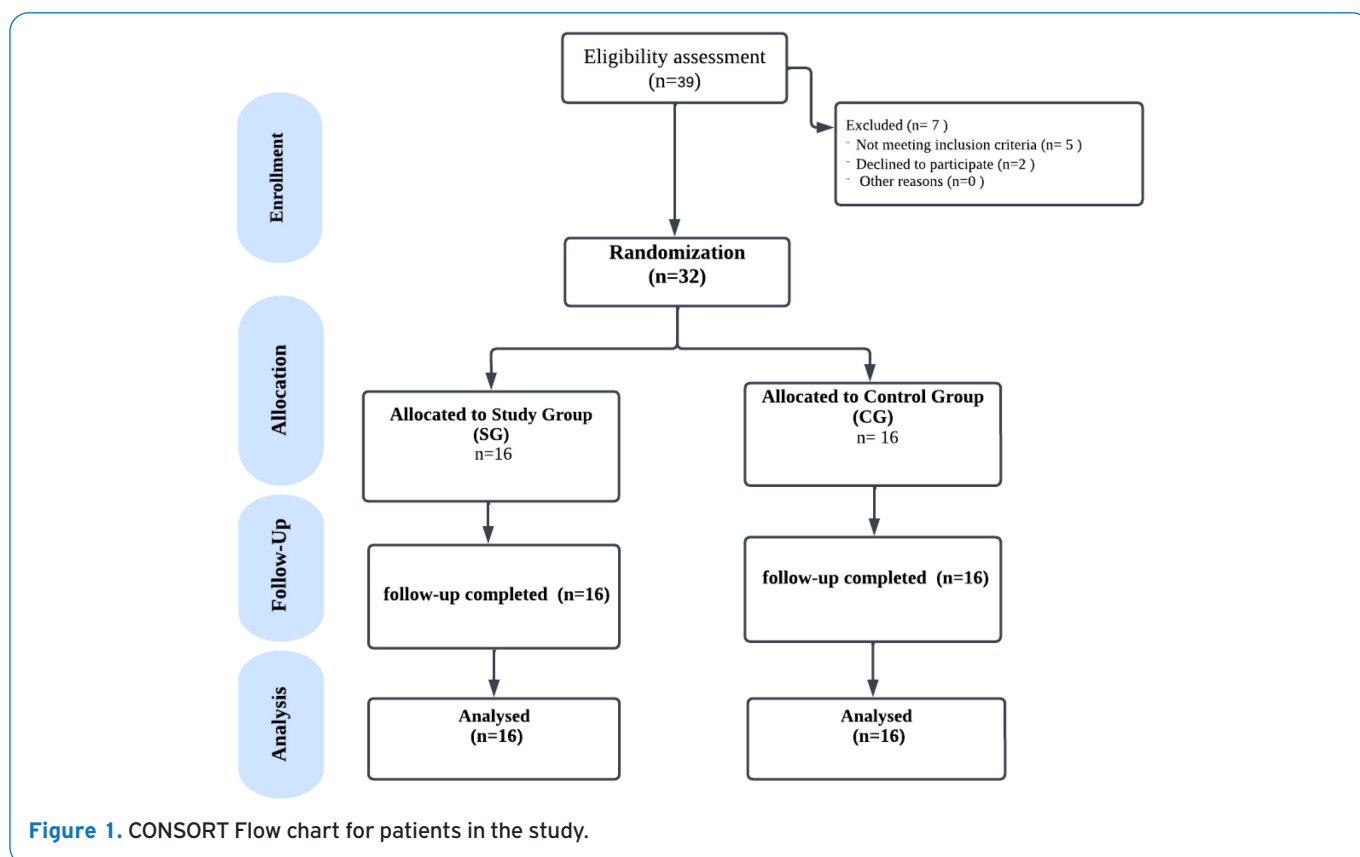 Eligibility assessment
(n=39)
Excluded (n= 7 )
- Not meeting inclusion criteria (n= 5 )
- Declined to participate (n=2 )
- Other reasons (n=0 )
Enrollment
Randomization
(n=32)
Allocation
Allocated to Study Group
(SG)
n=16
Allocated to Control Group
(CG)
n= 16
Follow-Up
follow-up completed (n=16)
follow-up completed (n=16)
Analysis
Analysed
(n=16)
Analysed
(n=16)
Figure 1. CONSORT Flow chart for patients in the study.